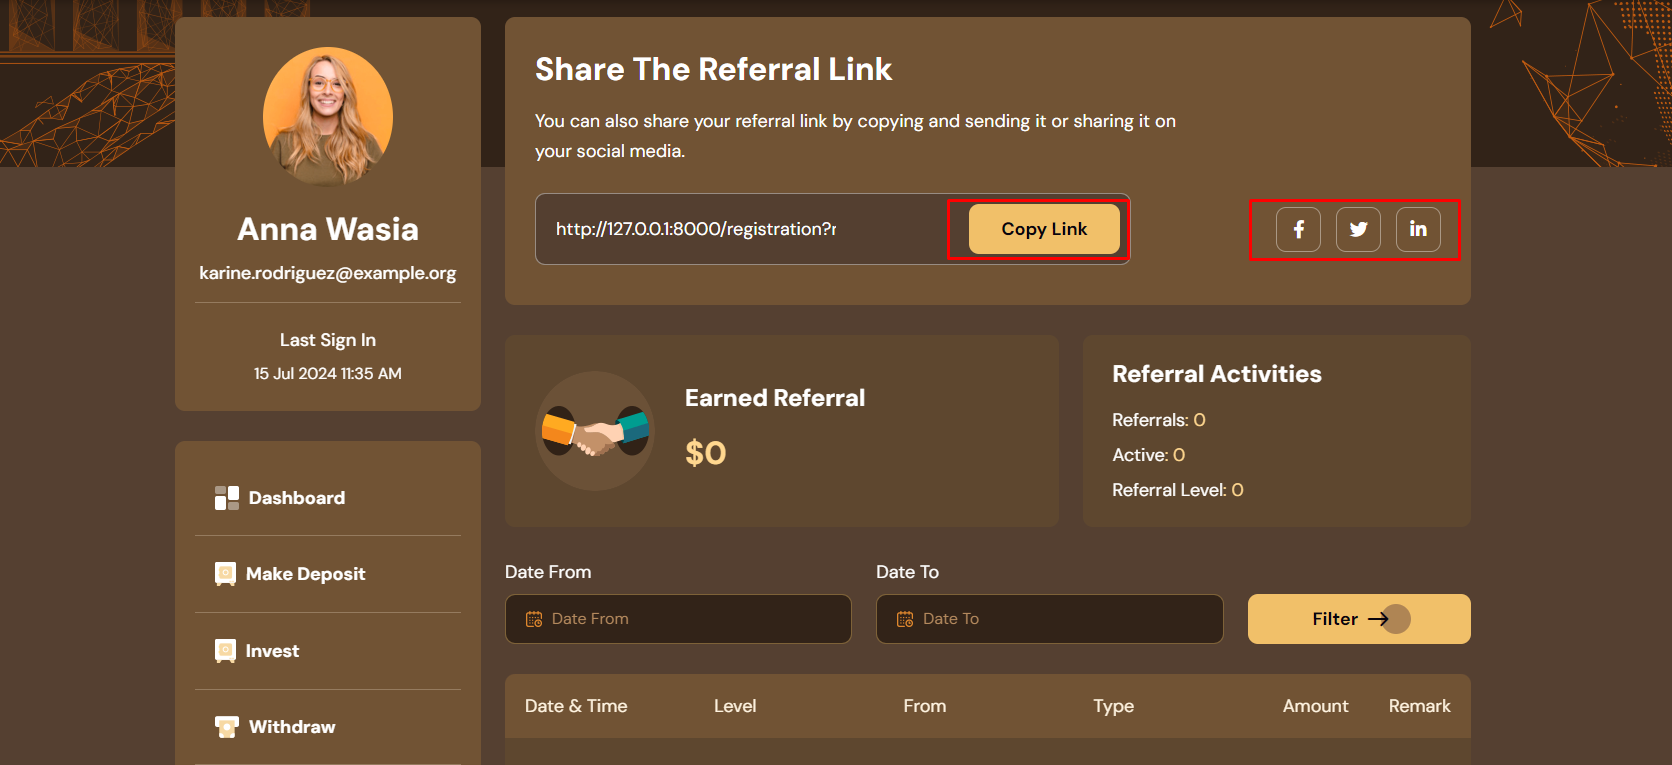 Anna Wasia
karine.rodriguez@example.org
Last Sign In
15 Jul 2024 11:35 AM
Dashboard
Make Deposit
Invest
Withdraw
Share The Referral Link
You can also share your referral link by copying and sending it or sharing it on
your social media.
http://127.0.0.1:8000/registration?r
Copy Link
Earned Referral
$0
Referral Activities
Referrals: 0
Active: 0
Referral Level: 0
Date From
Date From
Date To
Date To
Filter
Date & Time Level From Type Amount Remark